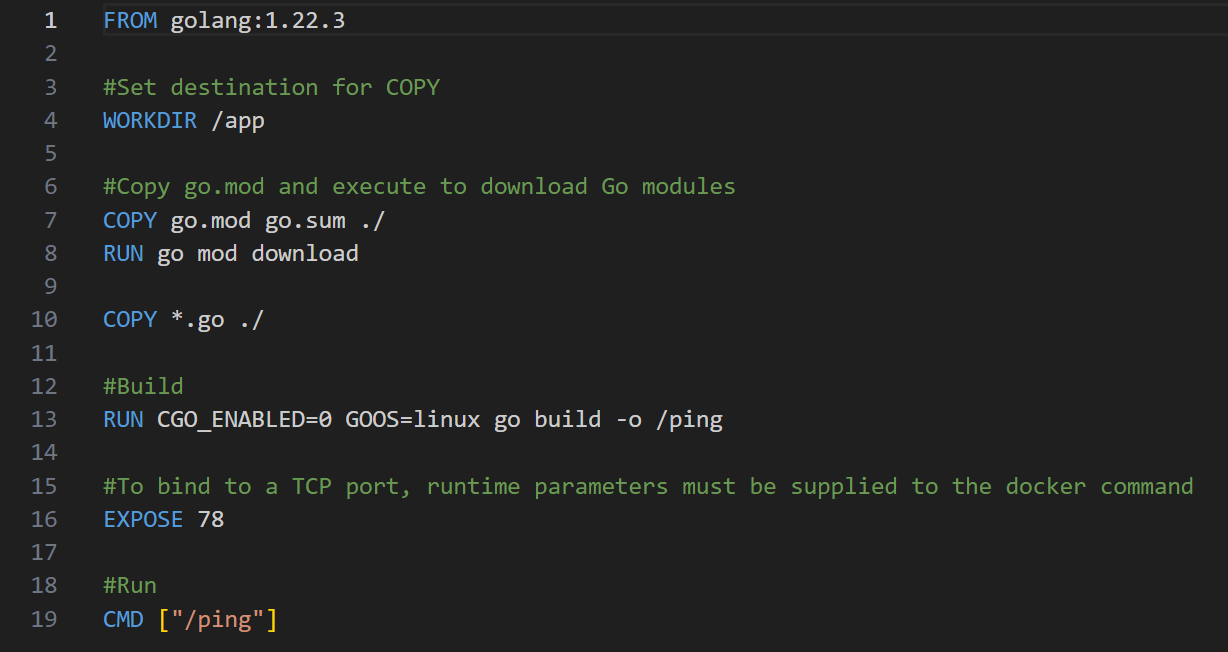 1 FROM golang:1.22.3
2
3 #Set destination for COPY
4 WORKDIR /app
5
6 #Copy go.mod and execute to download Go modules
7 COPY go.mod go.sum ./
8 RUN go mod download
9
10 COPY *.go ./
11
12 #Build
13 RUN CGO_ENABLED=0 GOOS=linux go build -o /ping
14
15 #To bind to a TCP port, runtime parameters must be supplied to the docker command
16 EXPOSE 78
17
18 #Run
19 CMD ["/ping"]